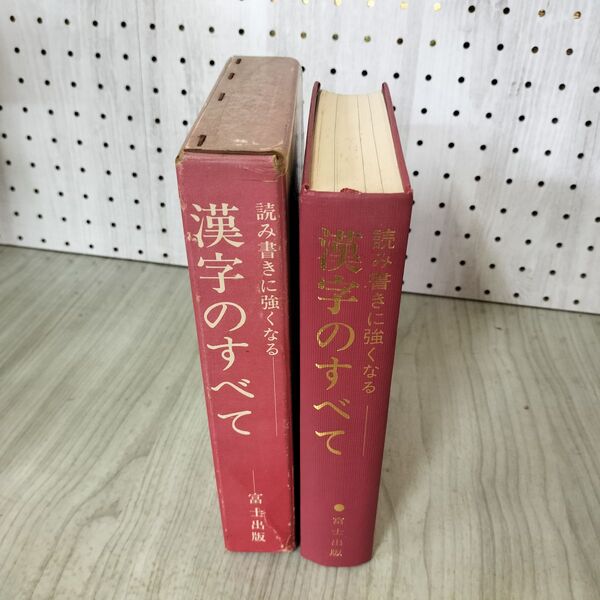 読み書きに強くなる
漢字のすべて
富士出版
読み書きに強くなる
漢字のすべて
富士出版